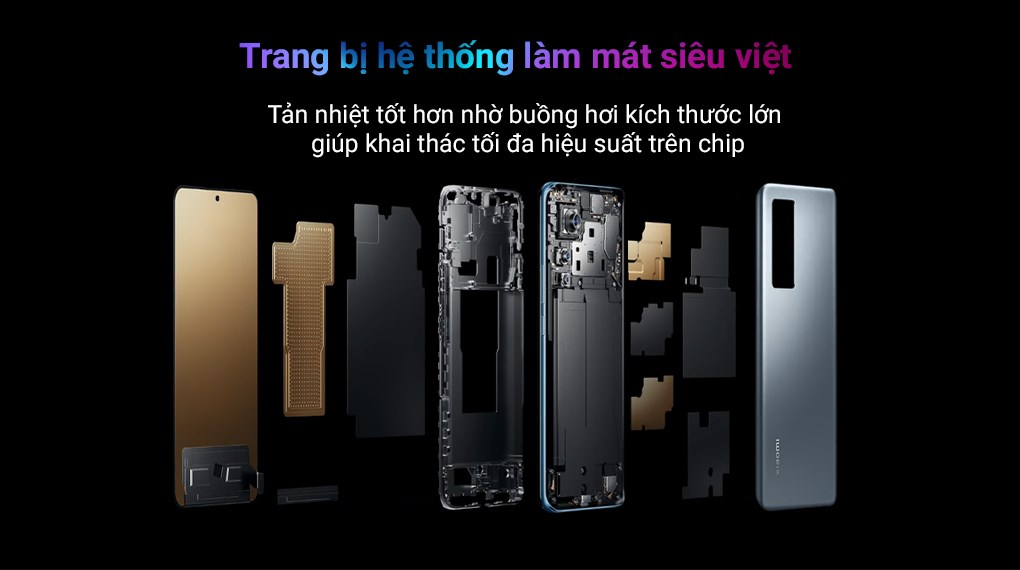 Trang bị hệ thống làm mát siêu việt
Tản nhiệt tốt hơn nhờ buồng hơi kích thước lớn
giúp khai thác tối đa hiệu suất trên chip
xiaomi